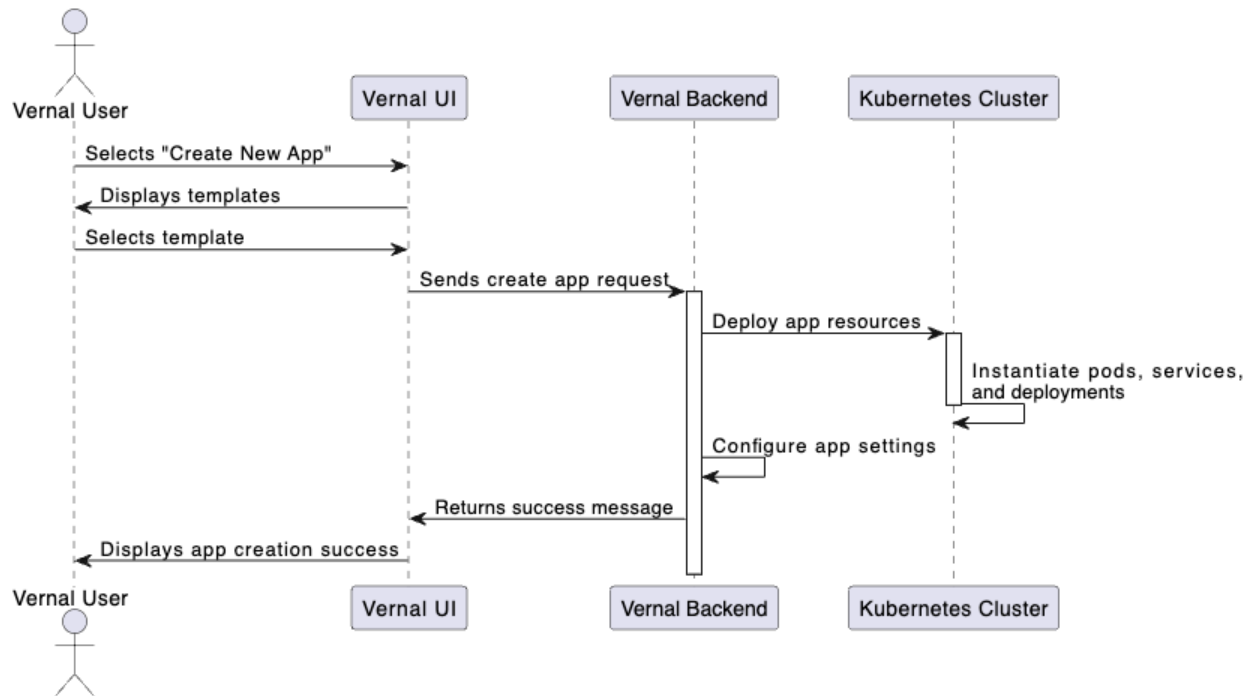 Vernal User
Vernal UI
Vernal Backend
Kubernetes Cluster
Selects "Create New App"
Displays templates
Selects template
Sends create app request
Deploy app resources
Instantiate pods, services,
and deployments
Configure app settings
Returns success message
Displays app creation success
Vernal User
Vernal UI
Vernal Backend
Kubernetes Cluster